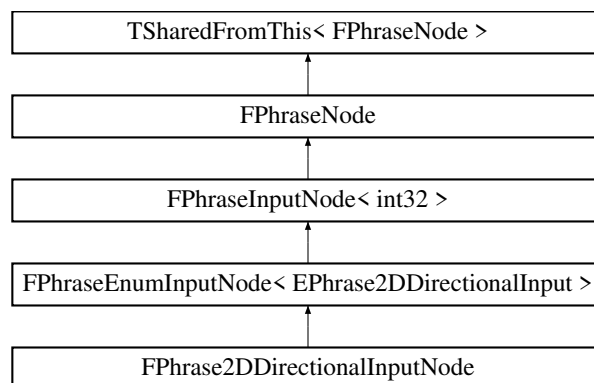 TSharedFromThis< FPhraseNode >
FPhraseNode
FPhraseInputNode< int32 >
FPhraseEnumInputNode< EPhrase2DDirectionalInput >
FPhrase2DDirectionalInputNode